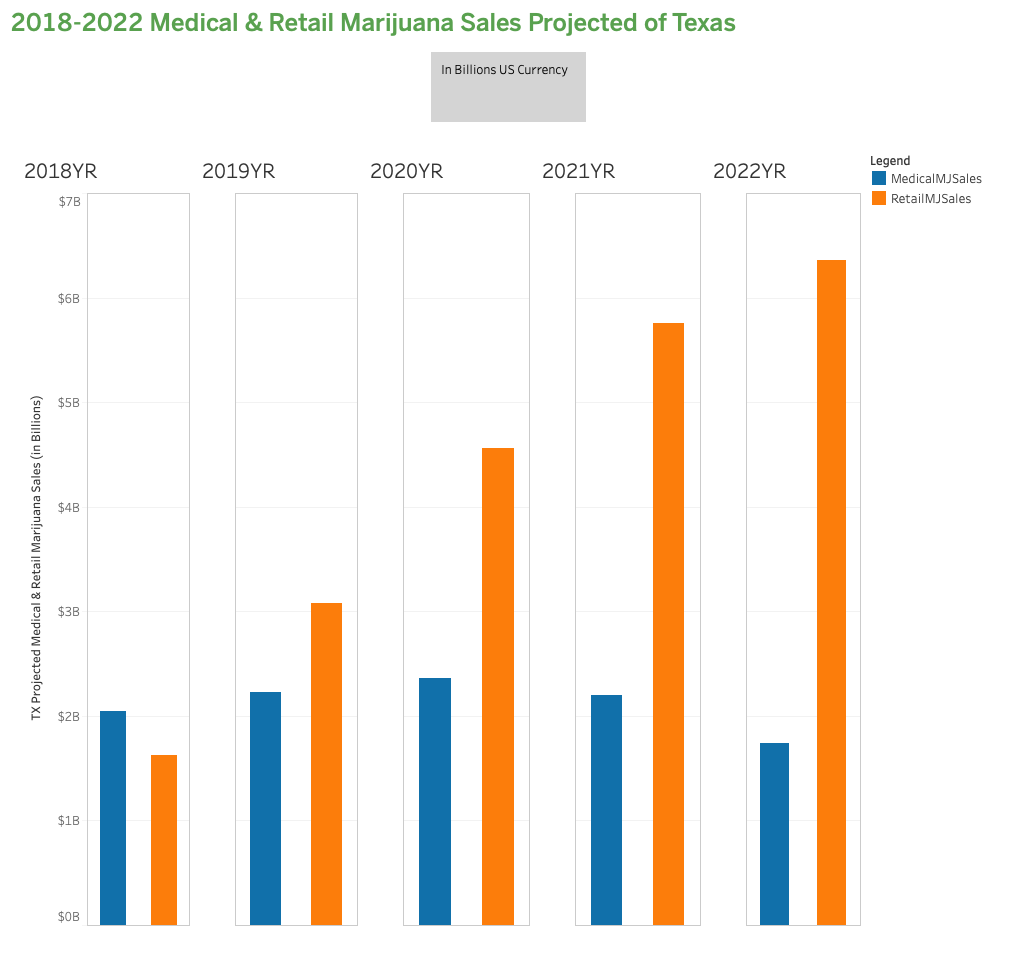 2018-2022 Medical & Retail Marijuana Sales Projected of Texas
In Billions US Currency
2018YR
2019YR
2020YR
2021YR
2022YR
Legend
MedicalMJSales
RetailMJSales
$7B
$6B
$5B
$4B
$3B
$2B
$1B
$0B
TX Projected Medical & Retail Marijuana Sales (in Billions)